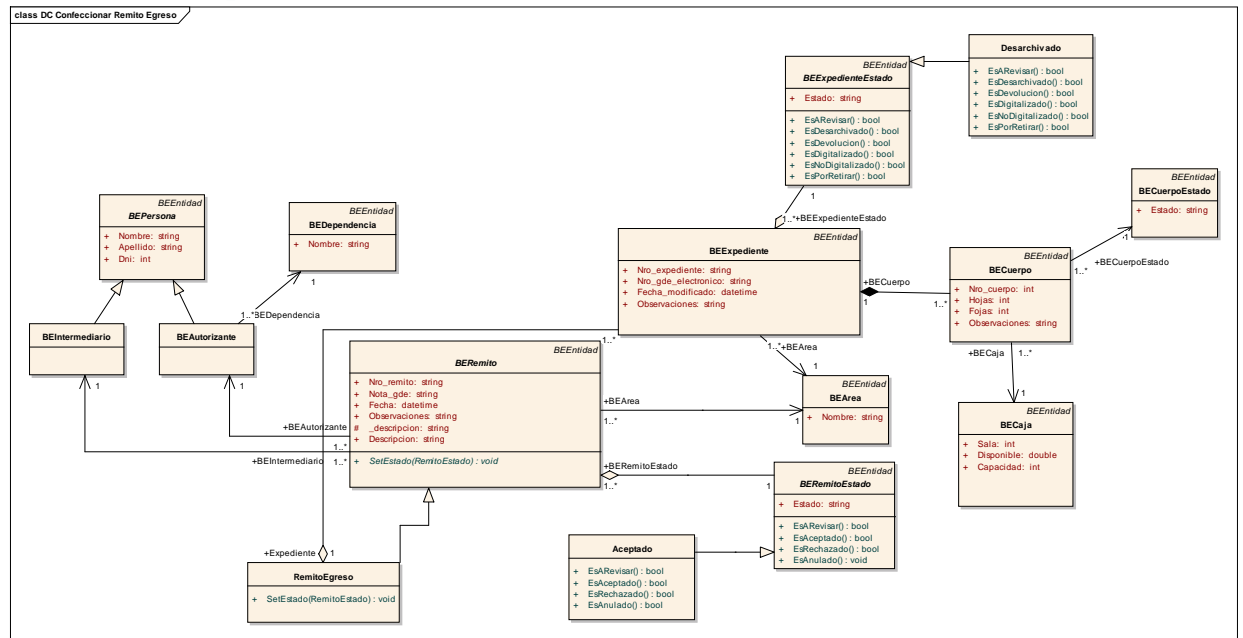 class DC Confeccionar Remito Egreso
Desarchivado
+ EsARevisar() : bool
+ EsDesarchivado() : bool
+ EsDevolucion() : bool
+ EsDigitalizado() : bool
+ EsNoDigitalizado() : bool
+ EsPorRetirar() : bool
BEEntidad
BEExpedienteEstado
+ Estado: string
+ EsARevisar() : bool
+ EsDesarchivado() : bool
+ EsDevolucion() : bool
+ EsDigitalizado() : bool
+ EsNoDigitalizado() : bool
+ EsPorRetirar() : bool
1
1..*
+BEExpedienteEstado
BEEntidad
BECuerpoEstado
+ Estado: string
1
1..*
+BECuerpoEstado
BEEntidad
BEPersona
+ Nombre: string
+ Apellido: string
+ Dni: int
BEEntidad
BEDependencia
+ Nombre: string
1
1..*
BEDependencia
BEEntidad
BEExpediente
+ Nro_expediente: string
+ Nro_gde_electronico: string
+ Fecha_modificado: datetime
+ Observaciones: string
+BECuerpo
1
1..*
BEEntidad
BECuerpo
+ Nro_cuerpo: int
+ Hojas: int
+ Fojas: int
+ Observaciones: string
BEIntermediario
BEAutorizante
1
1
1..*
1..*
+BEArea
1
+BECaja
1..*
1
BEEntidad
BERemito
+ Nro_remito: string
+ Nota_gde: string
+ Fecha: datetime
+ Observaciones: string
# _descripcion: string
+ Descripcion: string
+ SetEstado(RemitoEstado) : void
+BEArea
1..*
1
BEEntidad
BEArea
+ Nombre: string
BEEntidad
BECaja
+ Sala: int
+ Disponible: double
+ Capacidad: int
+BEAutorizante
1..*
+BEIntermediario
1..*
+BERemitoEstado
1..*
1
BEEntidad
BERemitoEstado
+ Estado: string
+ EsARevisar() : bool
+ EsAceptado() : bool
+ EsRechazado() : bool
+ EsAnulado() : void
Aceptado
+ EsARevisar() : bool
+ EsAceptado() : bool
+ EsRechazado() : bool
+ EsAnulado() : bool
+Expediente
1
RemitoEgreso
+ SetEstado(RemitoEstado) : void